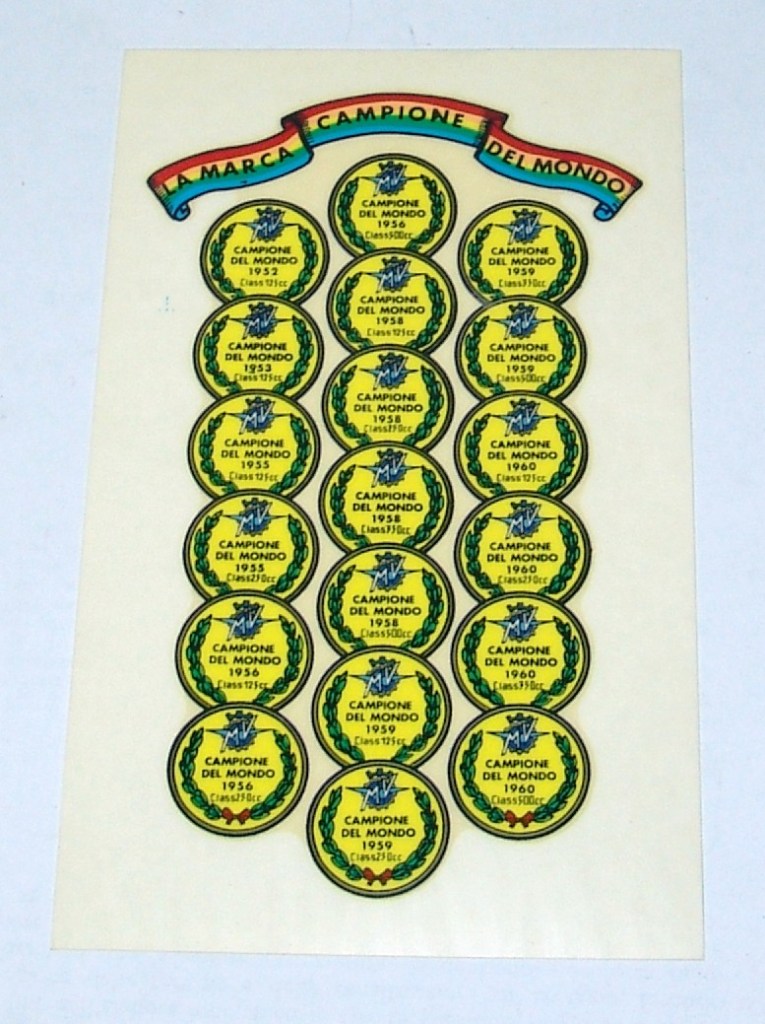 LA MARCA CAMPIONE DEL MONDO
MV
CAMPIONE
DEL MONDO
1952
Class 125cc
MV
CAMPIONE
DEL MONDO
1953
Class 125cc
MV
CAMPIONE
DEL MONDO
1955
Class 125cc
MV
CAMPIONE
DEL MONDO
1955
Class 250cc
MV
CAMPIONE
DEL MONDO
1956
Class 125cc
MV
CAMPIONE
DEL MONDO
1956
Class 250cc
MV
CAMPIONE
DEL MONDO
1956
Class 500cc
MV
CAMPIONE
DEL MONDO
1958
Class 125cc
MV
CAMPIONE
DEL MONDO
1958
Class 250cc
MV
CAMPIONE
DEL MONDO
1958
Class 350cc
MV
CAMPIONE
DEL MONDO
1958
Class 500cc
MV
CAMPIONE
DEL MONDO
1959
Class 125cc
MV
CAMPIONE
DEL MONDO
1959
Class 250cc
MV
CAMPIONE
DEL MONDO
1959
Class 350cc
MV
CAMPIONE
DEL MONDO
1959
Class 500cc
MV
CAMPIONE
DEL MONDO
1960
Class 125cc
MV
CAMPIONE
DEL MONDO
1960
Class 250cc
MV
CAMPIONE
DEL MONDO
1960
Class 350cc
MV
CAMPIONE
DEL MONDO
1960
Class 500cc